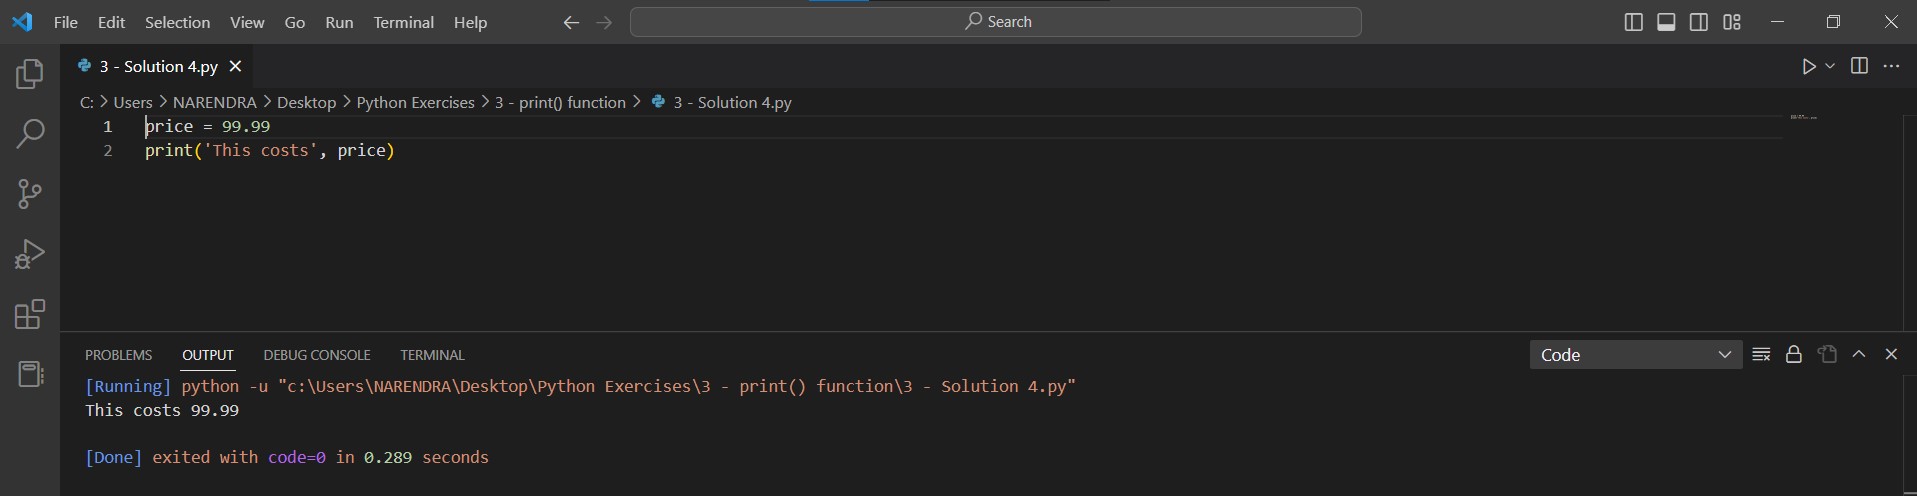 File Edit Selection View Go Run Terminal Help Search
3 - Solution 4.py
C: > Users > NARENDRA > Desktop > Python Exercises > 3 - print() function > 3 - Solution 4.py
1 price = 99.99
2 print('This costs', price)
PROBLEMS OUTPUT DEBUG CONSOLE TERMINAL Code
[Running] python -u "c:\Users\NARENDRA\Desktop\Python Exercises\3 - print() function\3 - Solution 4.py"
This costs 99.99
[Done] exited with code=0 in 0.289 seconds